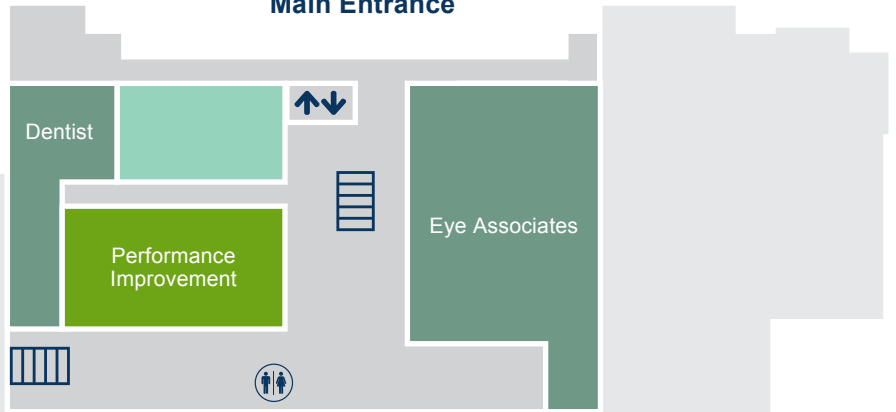 Main Entrance
Dentist
Eye Associates
Performance
Improvement